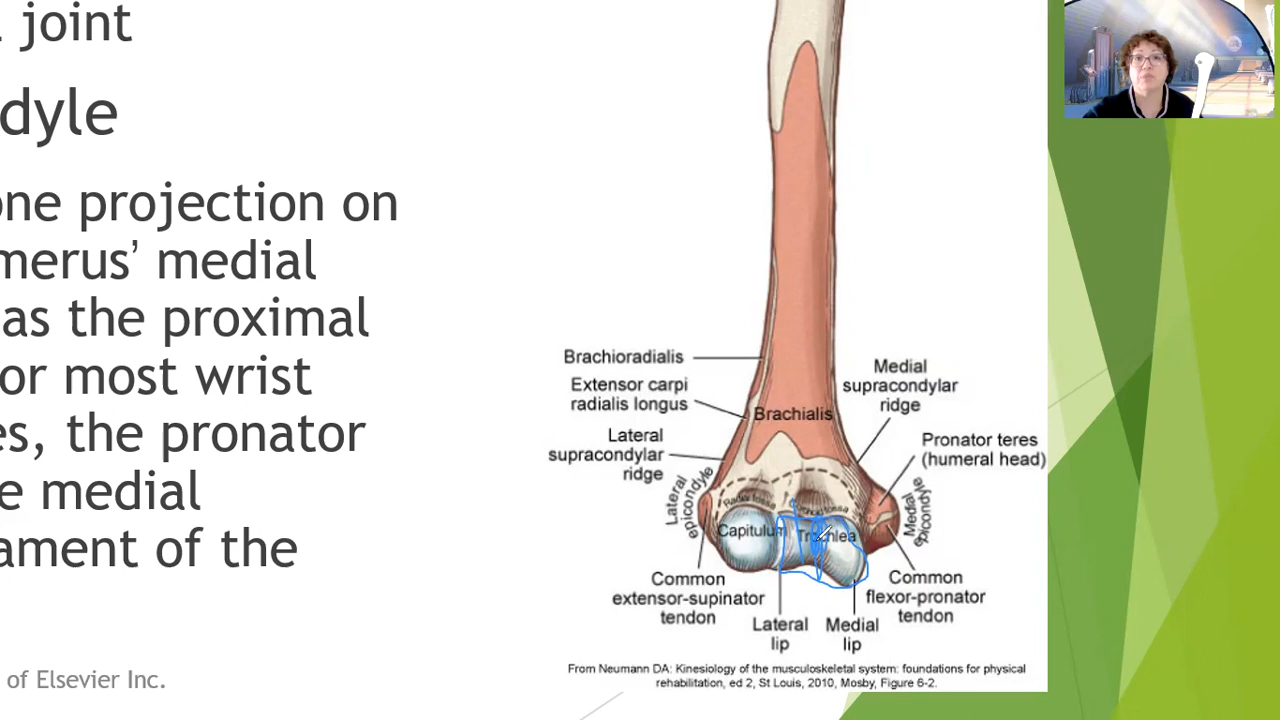 joint
dyle
one projection on
merus’ medial
as the proximal
or most wrist
es, the pronator
e medial
ament of the
of Elsevier Inc.
Brachioradialis
Extensor carpi
radialis longus
Lateral
supracondylar
ridge
Brachialis
Medial
supracondylar
ridge
Pronator teres
(humeral head)
Lateral
epicondyle
Radial fossa
Coronoid fossa
Medial
epicondyle
Capitulum
Trochlea
Common
extensor-supinator
tendon
Lateral
lip
Medial
lip
Common
flexor-pronator
tendon
From Neumann DA: Kinesiology of the musculoskeletal system: foundations for physical
rehabilitation, ed 2, St Louis, 2010, Mosby, Figure 6-2.